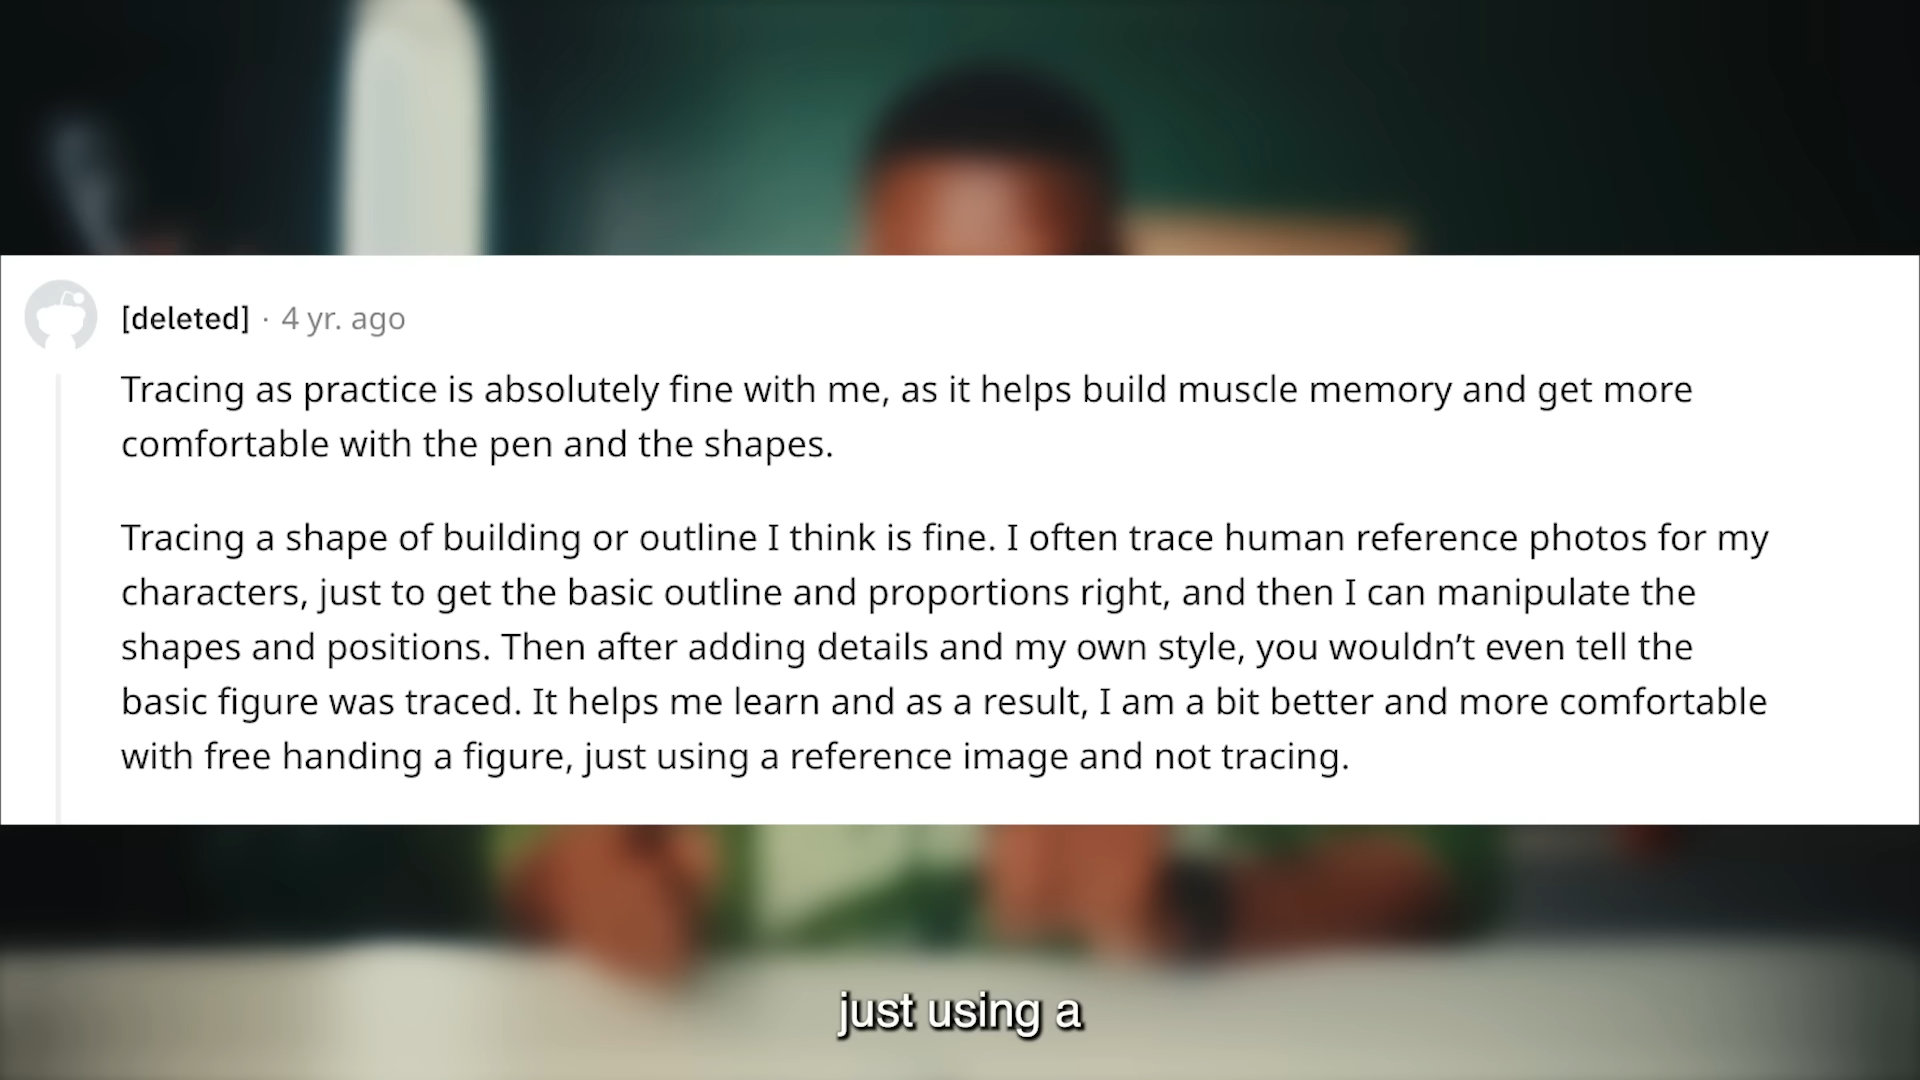 [deleted] · 4 yr. ago
Tracing as practice is absolutely fine with me, as it helps build muscle memory and get more
comfortable with the pen and the shapes.
Tracing a shape of building or outline I think is fine. I often trace human reference photos for my
characters, just to get the basic outline and proportions right, and then I can manipulate the
shapes and positions. Then after adding details and my own style, you wouldn’t even tell the
basic figure was traced. It helps me learn and as a result, I am a bit better and more comfortable
with free handing a figure, just using a reference image and not tracing.
just using a